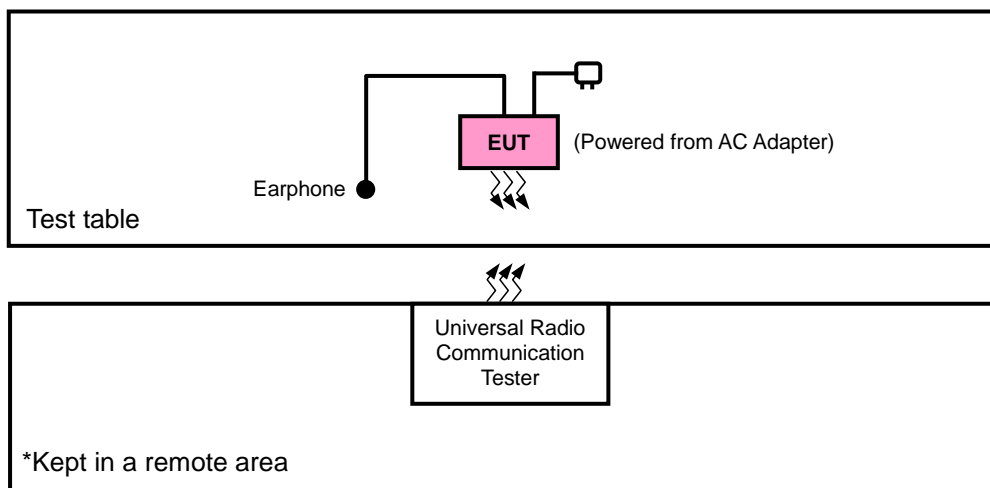 EUT
(Powered from AC Adapter)
Earphone
Test table
Universal Radio
Communication
Tester
*Kept in a remote area